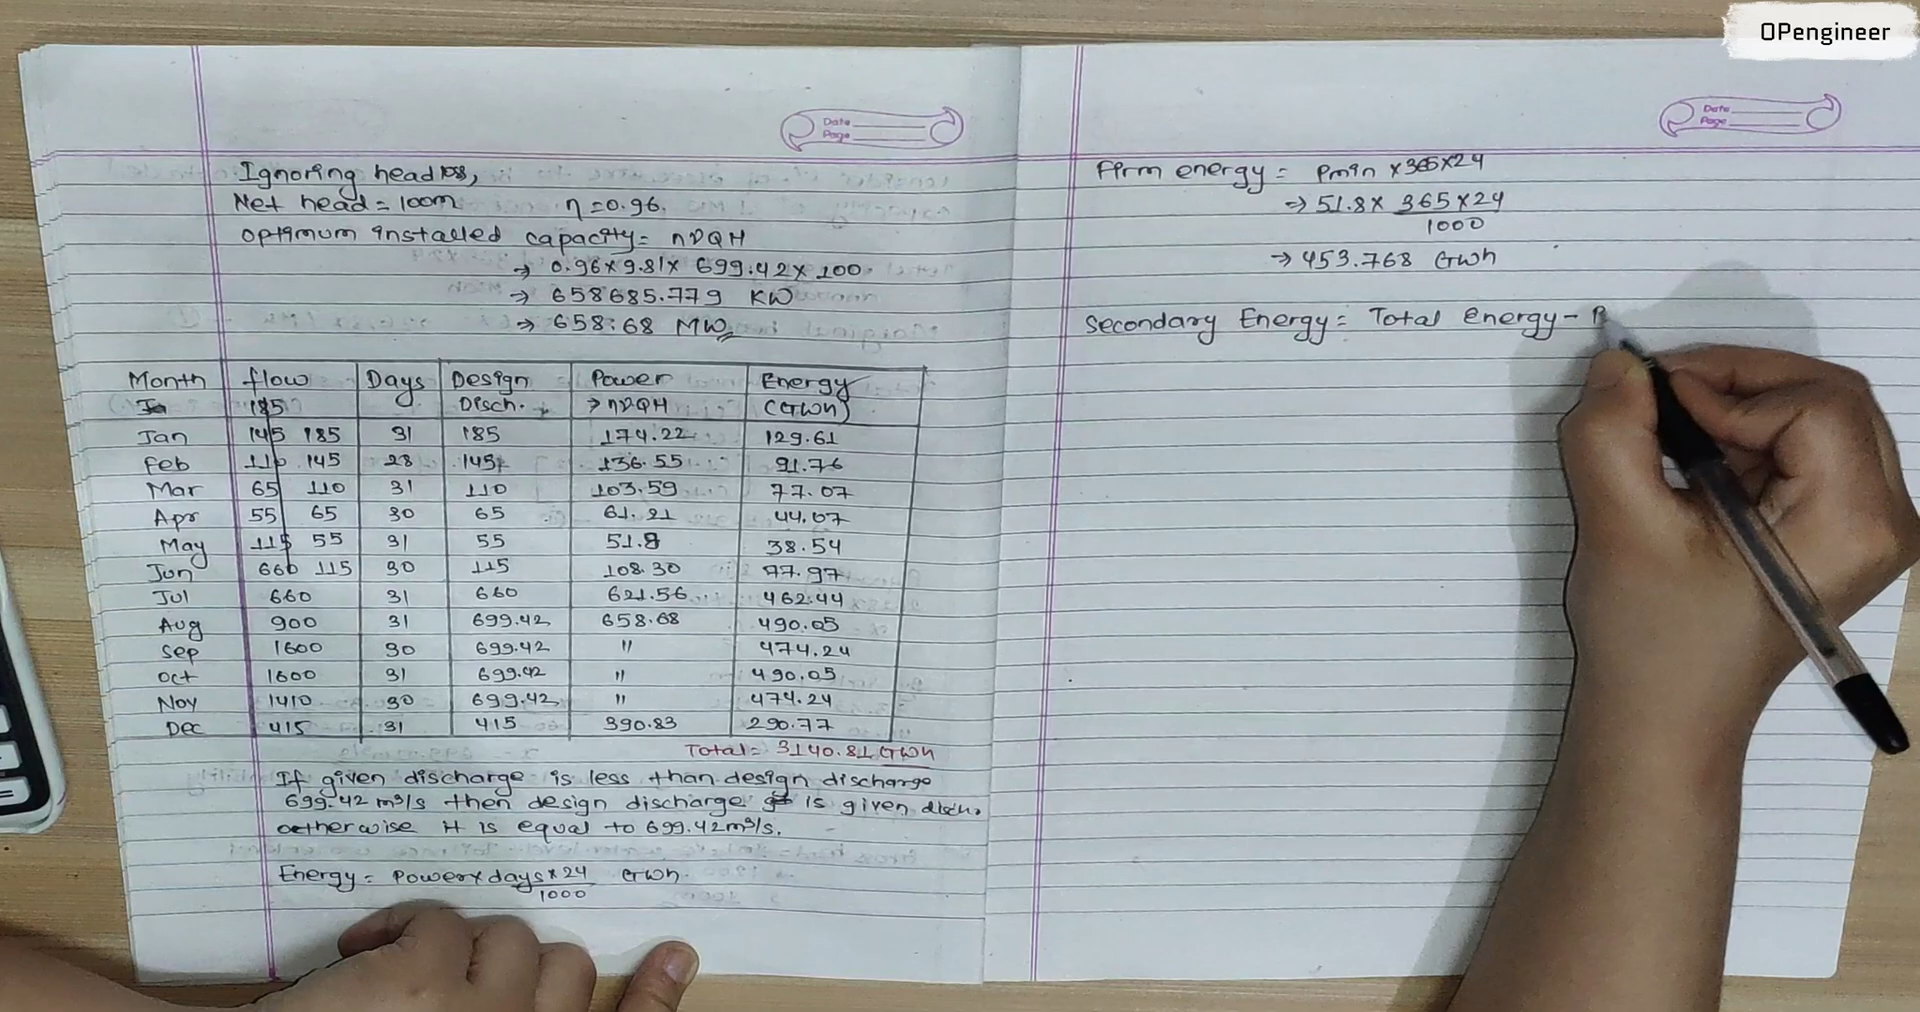 OPengineer
Date
Page
Ignoring head loss,
Net head = 100m η = 0.96.
Optimum installed capacity = ηγQH
→ 0.96 × 9.81 × 699.42 × 100
→ 658685.779 KW
→ 658.68 MW
Month flow Days Design Disch. Power → ηγQH Energy (GWh)
Jan 185 31 185 174.22 129.61
Feb 145 28 145 136.55 91.76
Mar 110 31 110 103.59 77.07
Apr 65 30 65 61.21 44.07
May 55 31 55 51.8 38.54
Jun 115 30 115 108.30 77.97
Jul 660 31 660 621.56 462.44
Aug 900 31 699.42 658.68 490.05
Sep 1600 30 699.42 " 474.24
Oct 1600 31 699.42 " 490.05
Nov 1410 30 699.42 " 474.24
Dec 415 31 415 390.83 290.77
Total = 3140.81 GWh
If given discharge is less than design discharge
699.42 m³/s then design discharge is given disch.
otherwise it is equal to 699.42m³/s.
Energy = Power × days × 24 GWh
1000
Date
Page
Firm energy = Pmin × 365 × 24
→ 51.8 × 365 × 24
1000
→ 453.768 GWh
Secondary Energy = Total energy -